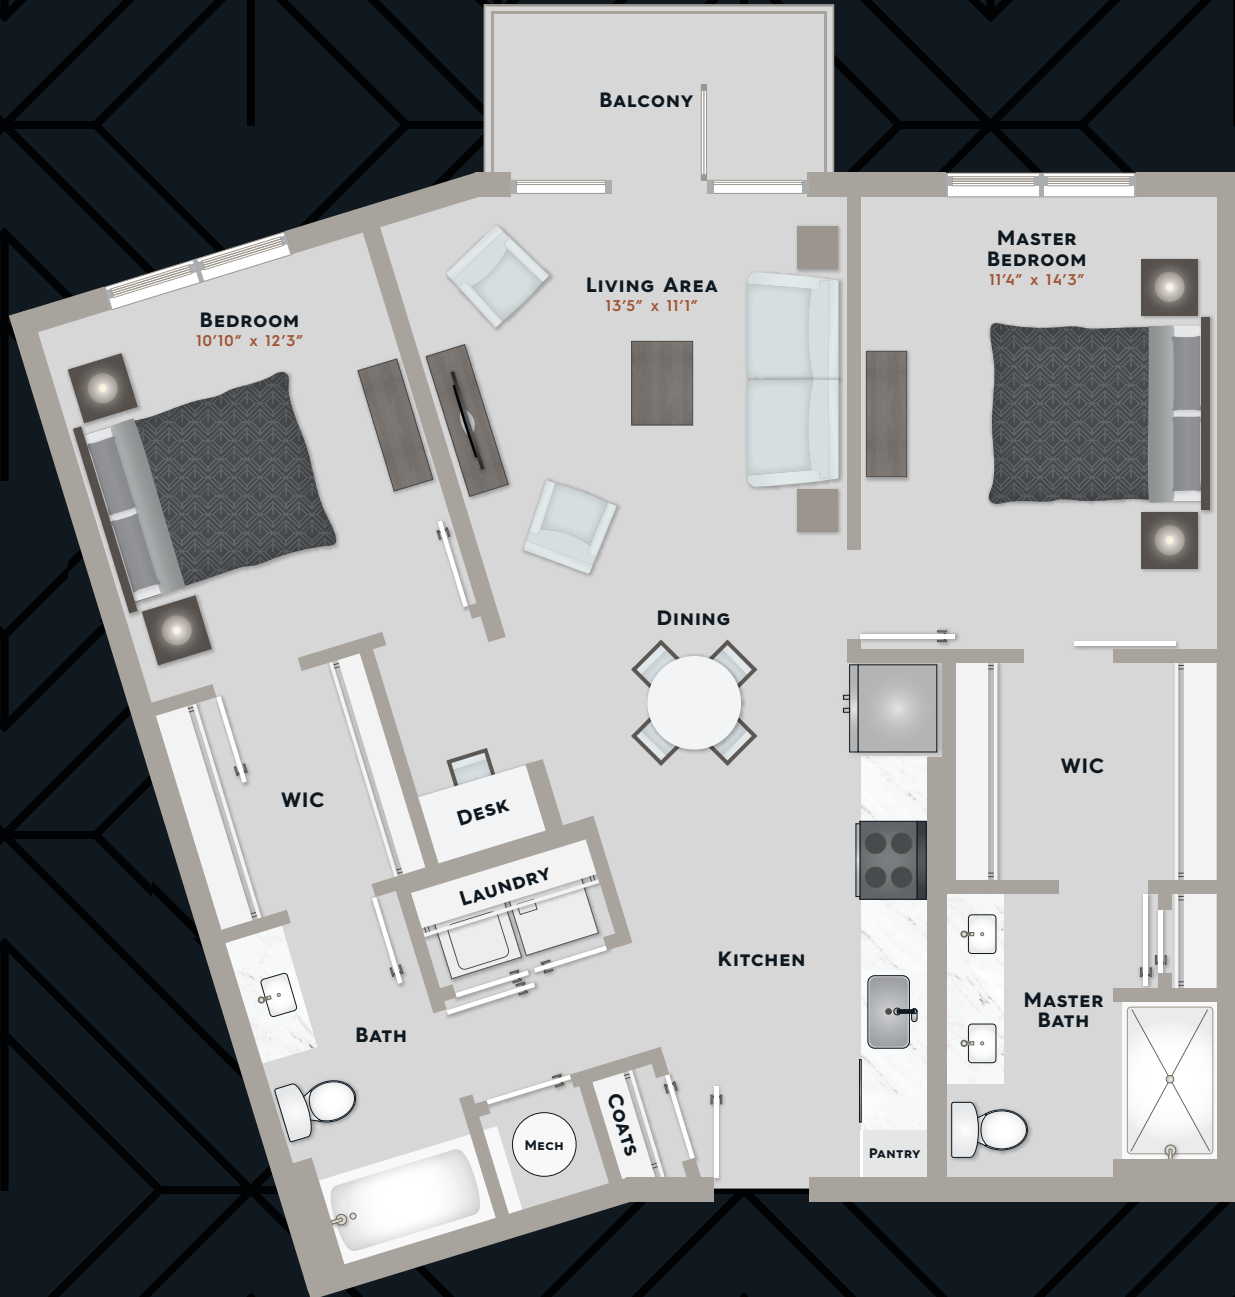 BALCONY
MASTER
BEDROOM
11'4" x 14'3"
LIVING AREA
13'5" x 11'1"
BEDROOM
10'10" x 12'3"
DINING
WIC
WIC
DESK
LAUNDRY
KITCHEN
MASTER
BATH
BATH
COATS
MECH
PANTRY